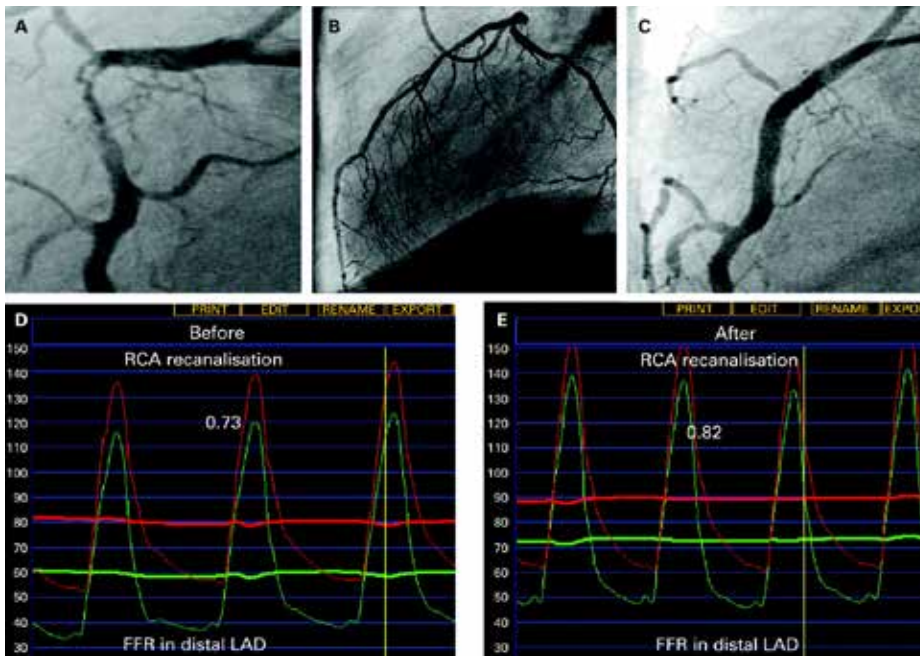 A
B
C
D
PRINT EDIT RENAME EXPORT
Before
RCA recanalisation
150
140
130
120
110
100
90
80
70
60
50
40
30
0.73
FFR in distal LAD
E
PRINT EDIT RENAME EXPO
After
RCA recanalisation
150
140
130
120
110
100
90
80
70
60
50
40
30
0.82
FFR in distal LAD